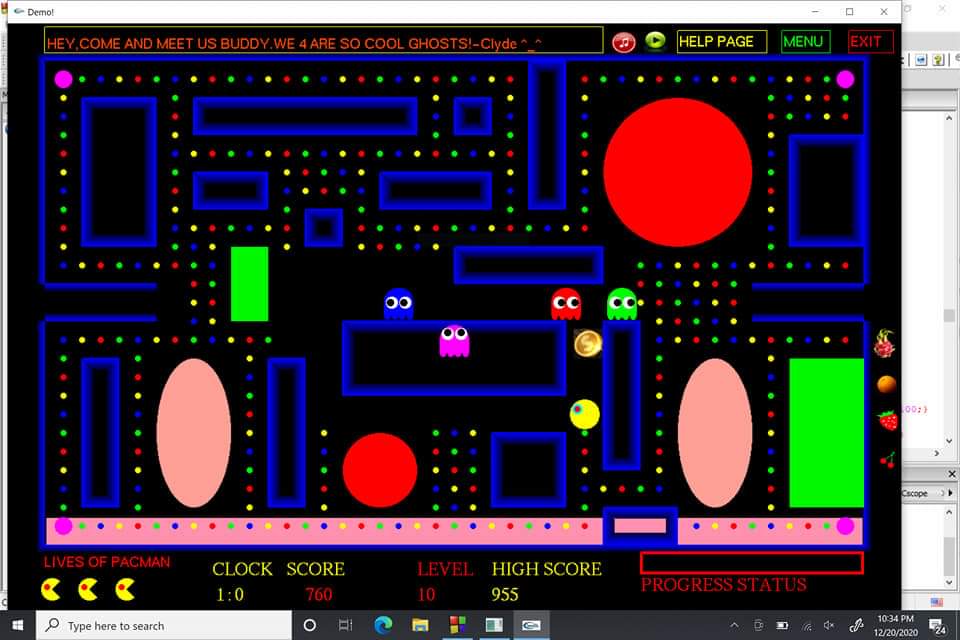 Demo!
HEY,COME AND MEET US BUDDY.WE 4 ARE SO COOL GHOSTS!-Clyde ^_^
HELP PAGE
MENU
EXIT
00;)
Cscope
LIVES OF PACMAN
CLOCK SCORE LEVEL HIGH SCORE
1:0 760 10 955
PROGRESS STATUS
Type here to search
10:34 PM
12/20/2020
24